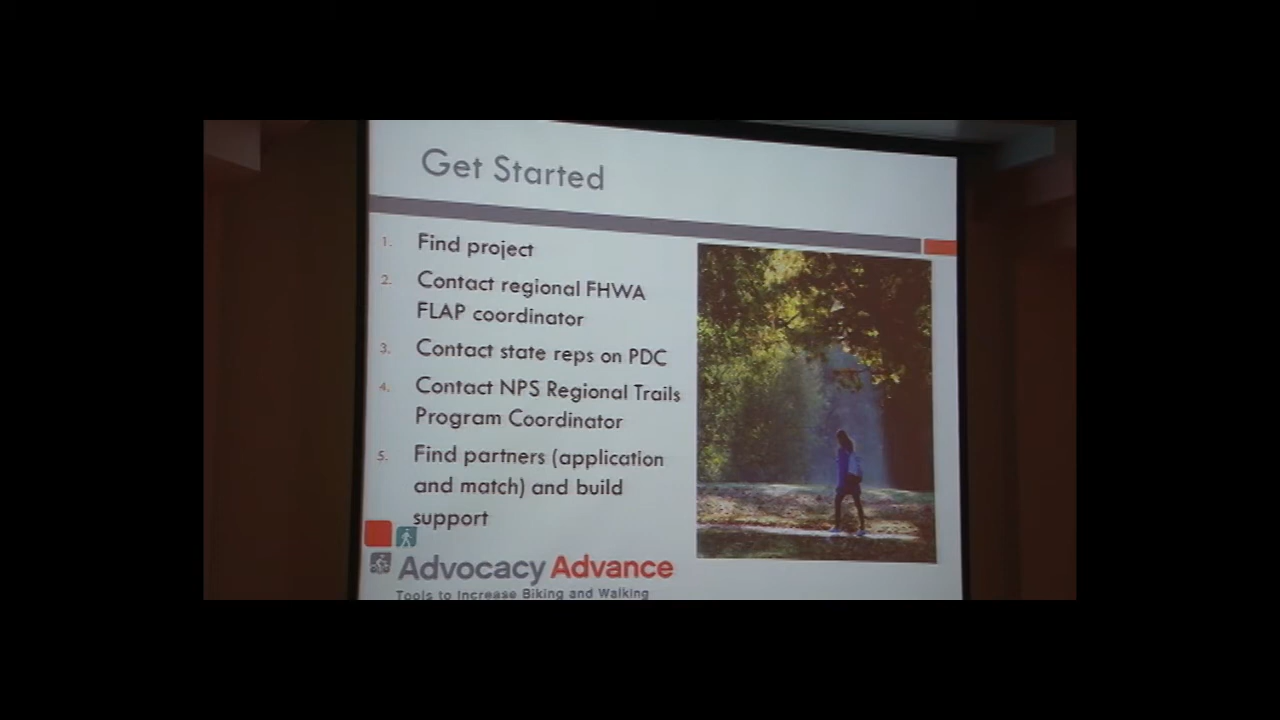 Get Started
1. Find project
2. Contact regional FHWA
FLAP coordinator
3. Contact state reps on PDC
4. Contact NPS Regional Trails
Program Coordinator
5. Find partners (application
and match) and build
support
Advocacy Advance
Tools to Increase Biking and Walking